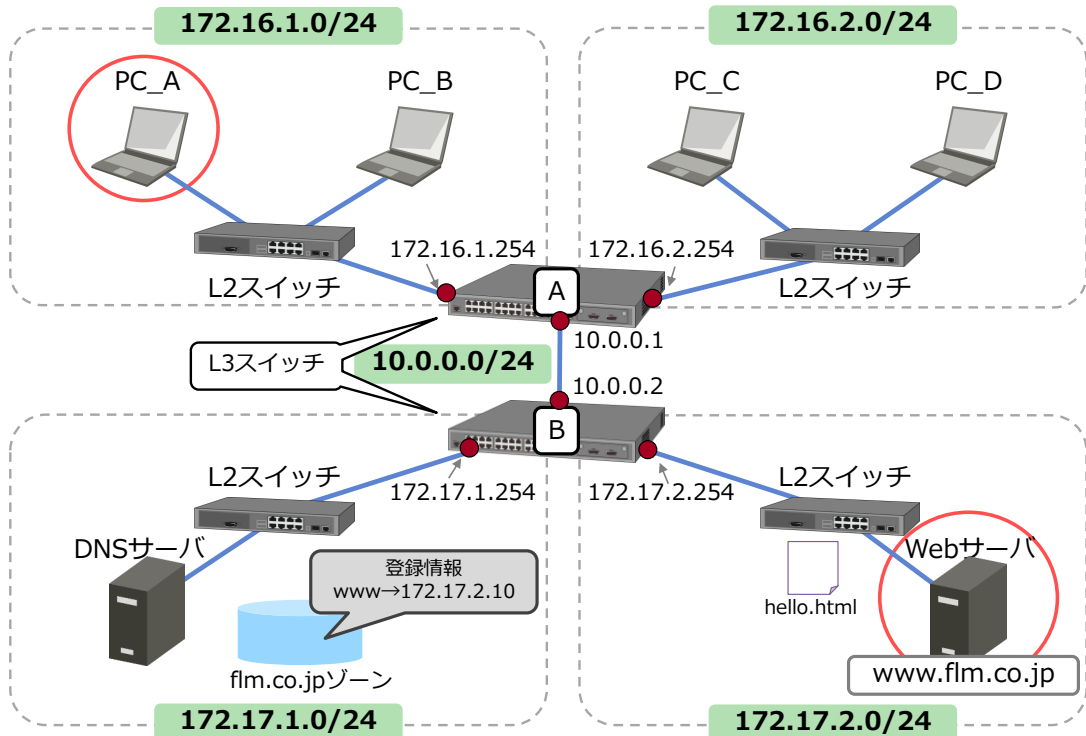 172.16.1.0/24
172.16.2.0/24
PC_A
PC_B
PC_C
PC_D
172.16.1.254
172.16.2.254
L2スイッチ
L2スイッチ
A
10.0.0.1
L3スイッチ
10.0.0.0/24
10.0.0.2
B
L2スイッチ
L2スイッチ
172.17.1.254
172.17.2.254
DNSサーバ
Webサーバ
登録情報
www→172.17.2.10
hello.html
flm.co.jpゾーン
www.flm.co.jp
172.17.1.0/24
172.17.2.0/24